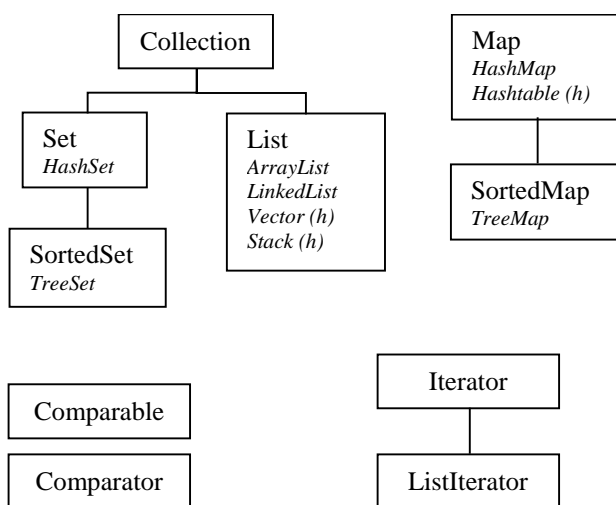 Collection
Map
HashMap
Hashtable (h)
Set
HashSet
List
ArrayList
LinkedList
Vector (h)
Stack (h)
SortedMap
TreeMap
SortedSet
TreeSet
Comparable
Iterator
Comparator
ListIterator